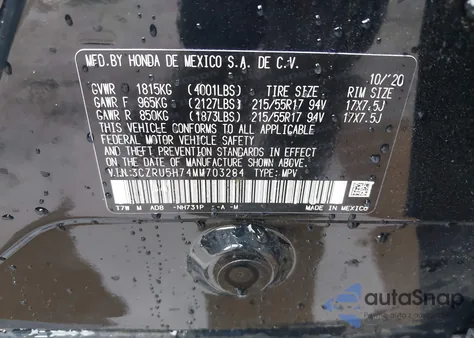 MFD. BY HONDA DE MEXICO S.A. DE C.V.
10/'20
GVWR 1815KG (4001LBS) TIRE SIZE RIM SIZE
GAWR F 965KG (2127LBS) 215/55R17 94V 17X7.5J
GAWR R 850KG (1873LBS) 215/55R17 94V 17X7.5J
THIS VEHICLE CONFORMS TO ALL APPLICABLE
FEDERAL MOTOR VEHICLE SAFETY AND THEFT
PREVENTION STANDARDS IN EFFECT ON THE DATE
OF MANUFACTURE SHOWN ABOVE.
V.I.N:3CZRU5H74MM703284 TYPE: MPV
T7W M AD8 -NH731P -A -M MADE IN MEXICO
autoSnap